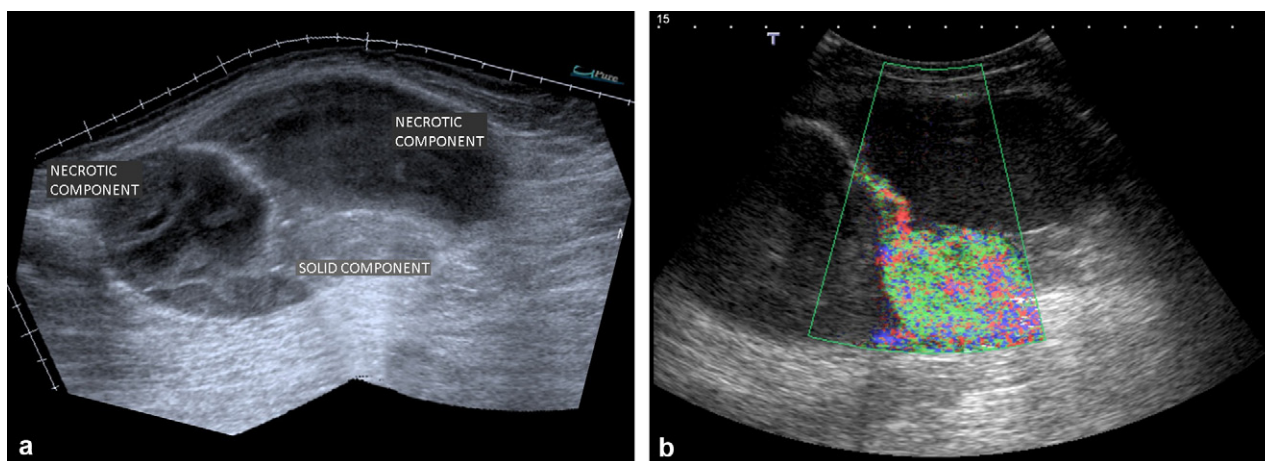 15
T
NECROTIC
COMPONENT
NECROTIC
COMPONENT
SOLID COMPONENT
a
b